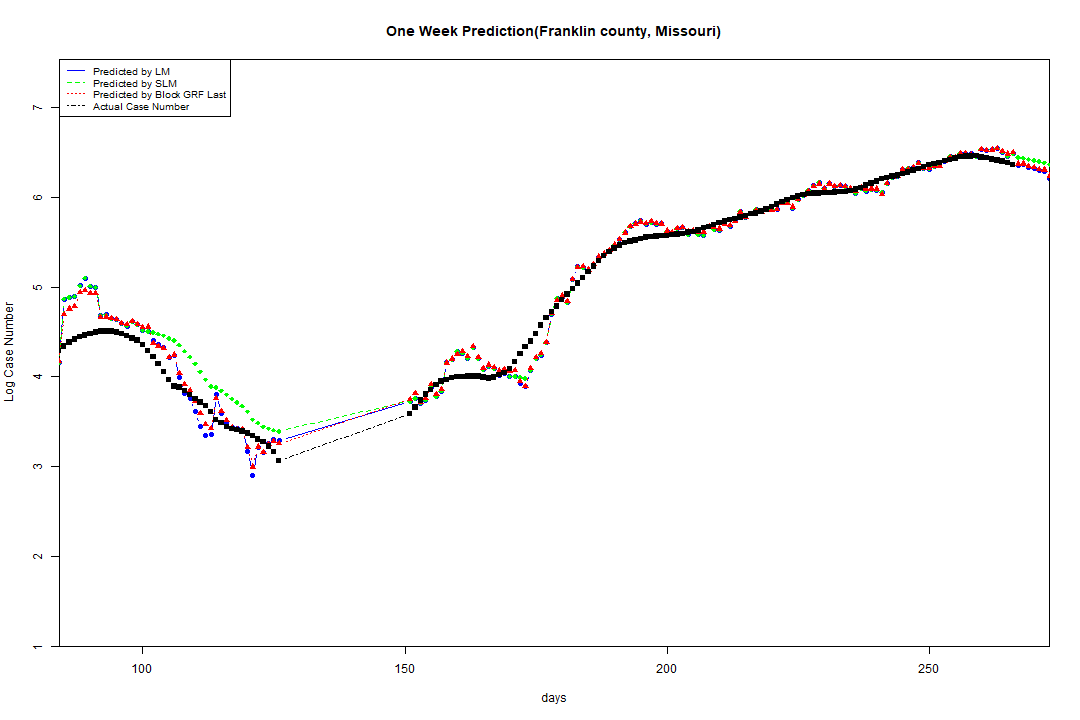 One Week Prediction(Franklin county, Missouri)
Predicted by LM
Predicted by SLM
Predicted by Block GRF Last
Actual Case Number
Log Case Number
7
6
5
4
3
2
1
100 150 200 250
days